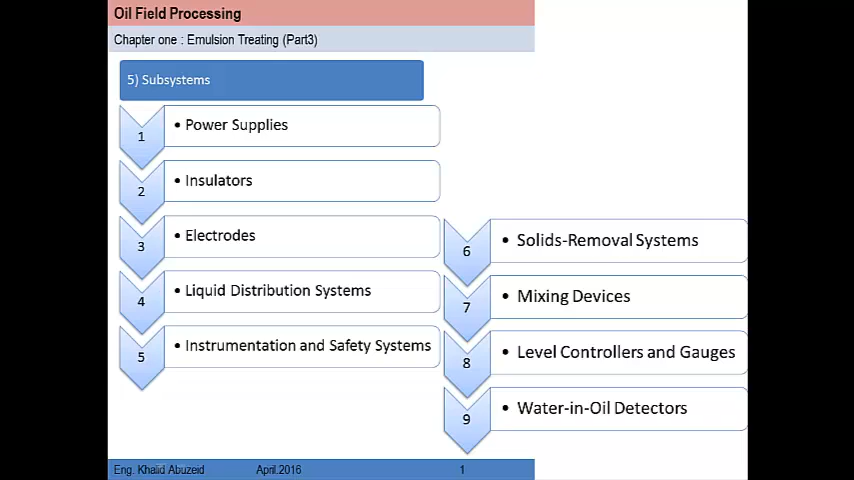 Oil Field Processing
Chapter one : Emulsion Treating (Part3)
5) Subsystems
1
• Power Supplies
2
• Insulators
3
• Electrodes
4
• Liquid Distribution Systems
5
• Instrumentation and Safety Systems
6
• Solids-Removal Systems
7
• Mixing Devices
8
• Level Controllers and Gauges
9
• Water-in-Oil Detectors
Eng. Khalid Abuzeid April.2016 1